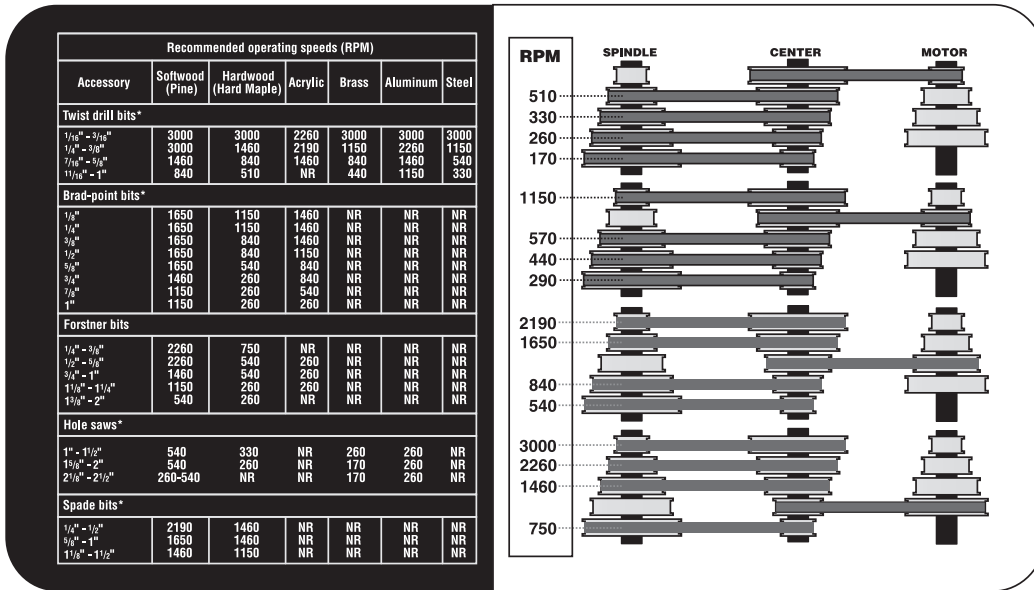 Recommended operating speeds (RPM)
Accessory Softwood (Pine) Hardwood (Hard Maple) Acrylic Brass Aluminum Steel
Twist drill bits*
1/16" - 3/16" 3000 3000 2260 3000 3000 3000
1/4" - 3/8" 3000 1460 2190 1150 2260 1150
7/16" - 5/8" 1460 840 1460 840 1460 540
11/16" - 1" 840 510 NR 440 1150 330
Brad-point bits*
1/8" 1650 1150 1460 NR NR NR
1/4" 1650 1150 1460 NR NR NR
3/8" 1650 840 1460 NR NR NR
1/2" 1650 840 1150 NR NR NR
5/8" 1650 540 840 NR NR NR
3/4" 1460 260 840 NR NR NR
7/8" 1150 260 540 NR NR NR
1" 1150 260 260 NR NR NR
Forstner bits
1/4" - 3/8" 2260 750 NR NR NR NR
1/2" - 5/8" 2260 540 260 NR NR NR
3/4" - 1" 1460 540 260 NR NR NR
1 1/8" - 1 1/4" 1150 260 260 NR NR NR
1 3/8" - 2" 540 260 NR NR NR NR
Hole saws*
1" - 1 1/2" 540 330 NR 260 260 NR
1 5/8" - 2" 540 260 NR 170 260 NR
2 1/8" - 2 1/2" 260-540 NR NR 170 260 NR
Spade bits*
1/4" - 1/2" 2190 1460 NR NR NR NR
5/8" - 1" 1650 1460 NR NR NR NR
1 1/8" - 1 1/2" 1460 1150 NR NR NR NR
RPM SPINDLE CENTER MOTOR
510
330
260
170
1150
570
440
290
2190
1650
840
540
3000
2260
1460
750